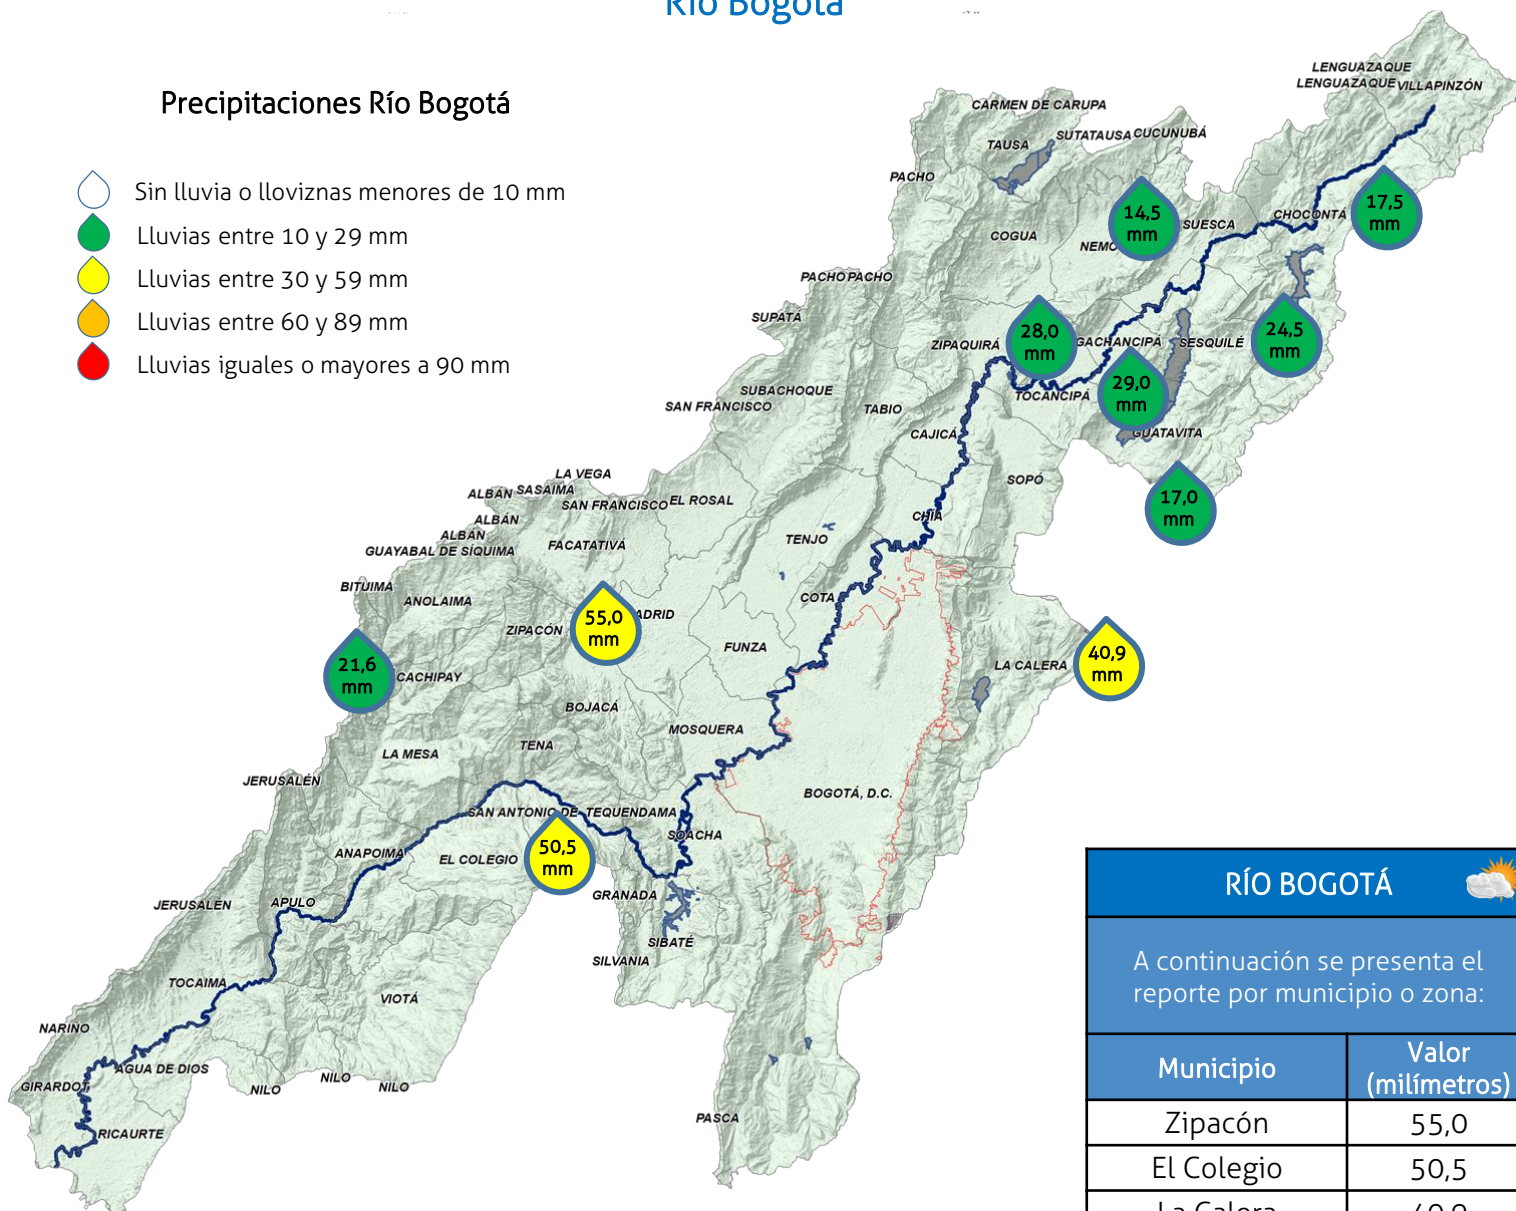 Río Bogotá
Precipitaciones Río Bogotá
Sin lluvia o lloviznas menores de 10 mm
Lluvias entre 10 y 29 mm
Lluvias entre 30 y 59 mm
Lluvias entre 60 y 89 mm
Lluvias iguales o mayores a 90 mm
LENGUAZAQUE
LENGUAZAQUE VILLAPINZÓN
CARMEN DE CARUPA
SUTATAUSA CUCUNUBÁ
TAUSA
PACHO
14,5
mm
17,5
mm
CHOCONTÁ
SUESCA
COGUA
NEMO
PACHO PACHO
SUPATÁ
28,0
mm
24,5
mm
ZIPAQUIRÁ
GACHANCIPÁ
SESQUILÉ
29,0
mm
SUBACHOQUE
SAN FRANCISCO
TOCANCIPÁ
TABIO
CAJICÁ
GUATAVITA
LA VEGA
SOPÓ
ALBÁN SASAIMA
SAN FRANCISCO EL ROSAL
17,0
mm
ALBÁN
CHÍA
ALBÁN
GUAYABAL DE SÍQUIMA
FACATATIVÁ
TENJO
BITUIMA
ANOLAIMA
COTA
55,0
mm
ADRID
ZIPACÓN
FUNZA
40,9
mm
LA CALERA
21,6
mm
CACHIPAY
BOJACÁ
MOSQUERA
TENA
LA MESA
JERUSALÉN
BOGOTÁ, D.C.
SAN ANTONIO DE TEQUENDAMA
SOACHA
50,5
mm
ANAPOIMA
EL COLEGIO
GRANADA
JERUSALÉN
APULO
SIBATÉ
SILVANIA
TOCAIMA
VIOTÁ
NARIÑO
AGUA DE DIOS
GIRARDOT
NILO
NILO
NILO
RICAURTE
PASCA
RÍO BOGOTÁ
A continuación se presenta el
reporte por municipio o zona:
Municipio
Valor
(milímetros)
Zipacón 55,0
El Colegio 50,5
La Calera 40,9